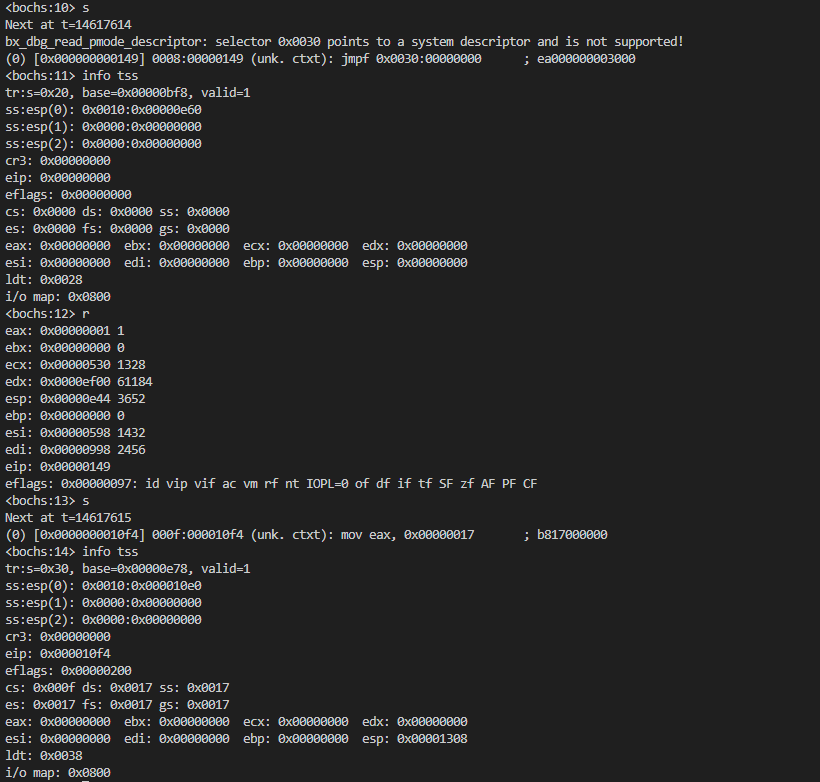 <bochs:10> s
Next at t=14617614
bx_dbg_read_pmode_descriptor: selector 0x0030 points to a system descriptor and is not supported!
(0) [0x000000000149] 0008:00000149 (unk. ctxt): jmpf 0x0030:00000000      ; ea000000003000
<bochs:11> info tss
tr:s=0x20, base=0x00000bf8, valid=1
ss:esp(0): 0x0010:0x00000e60
ss:esp(1): 0x0000:0x00000000
ss:esp(2): 0x0000:0x00000000
cr3: 0x00000000
eip: 0x00000000
eflags: 0x00000000
cs: 0x0000 ds: 0x0000 ss: 0x0000
es: 0x0000 fs: 0x0000 gs: 0x0000
eax: 0x00000000  ebx: 0x00000000  ecx: 0x00000000  edx: 0x00000000
esi: 0x00000000  edi: 0x00000000  ebp: 0x00000000  esp: 0x00000000
ldt: 0x0028
i/o map: 0x0800
<bochs:12> r
eax: 0x00000001 1
ebx: 0x00000000 0
ecx: 0x00000530 1328
edx: 0x0000ef00 61184
esp: 0x00000e44 3652
ebp: 0x00000000 0
esi: 0x00000598 1432
edi: 0x00000998 2456
eip: 0x00000149
eflags: 0x00000097: id vip vif ac vm rf nt IOPL=0 of df if tf SF zf AF PF CF
<bochs:13> s
Next at t=14617615
(0) [0x0000000010f4] 000f:000010f4 (unk. ctxt): mov eax, 0x00000017       ; b817000000
<bochs:14> info tss
tr:s=0x30, base=0x00000e78, valid=1
ss:esp(0): 0x0010:0x000010e0
ss:esp(1): 0x0000:0x00000000
ss:esp(2): 0x0000:0x00000000
cr3: 0x00000000
eip: 0x000010f4
eflags: 0x00000200
cs: 0x000f ds: 0x0017 ss: 0x0017
es: 0x0017 fs: 0x0017 gs: 0x0017
eax: 0x00000000  ebx: 0x00000000  ecx: 0x00000000  edx: 0x00000000
esi: 0x00000000  edi: 0x00000000  ebp: 0x00000000  esp: 0x00001308
ldt: 0x0038
i/o map: 0x0800